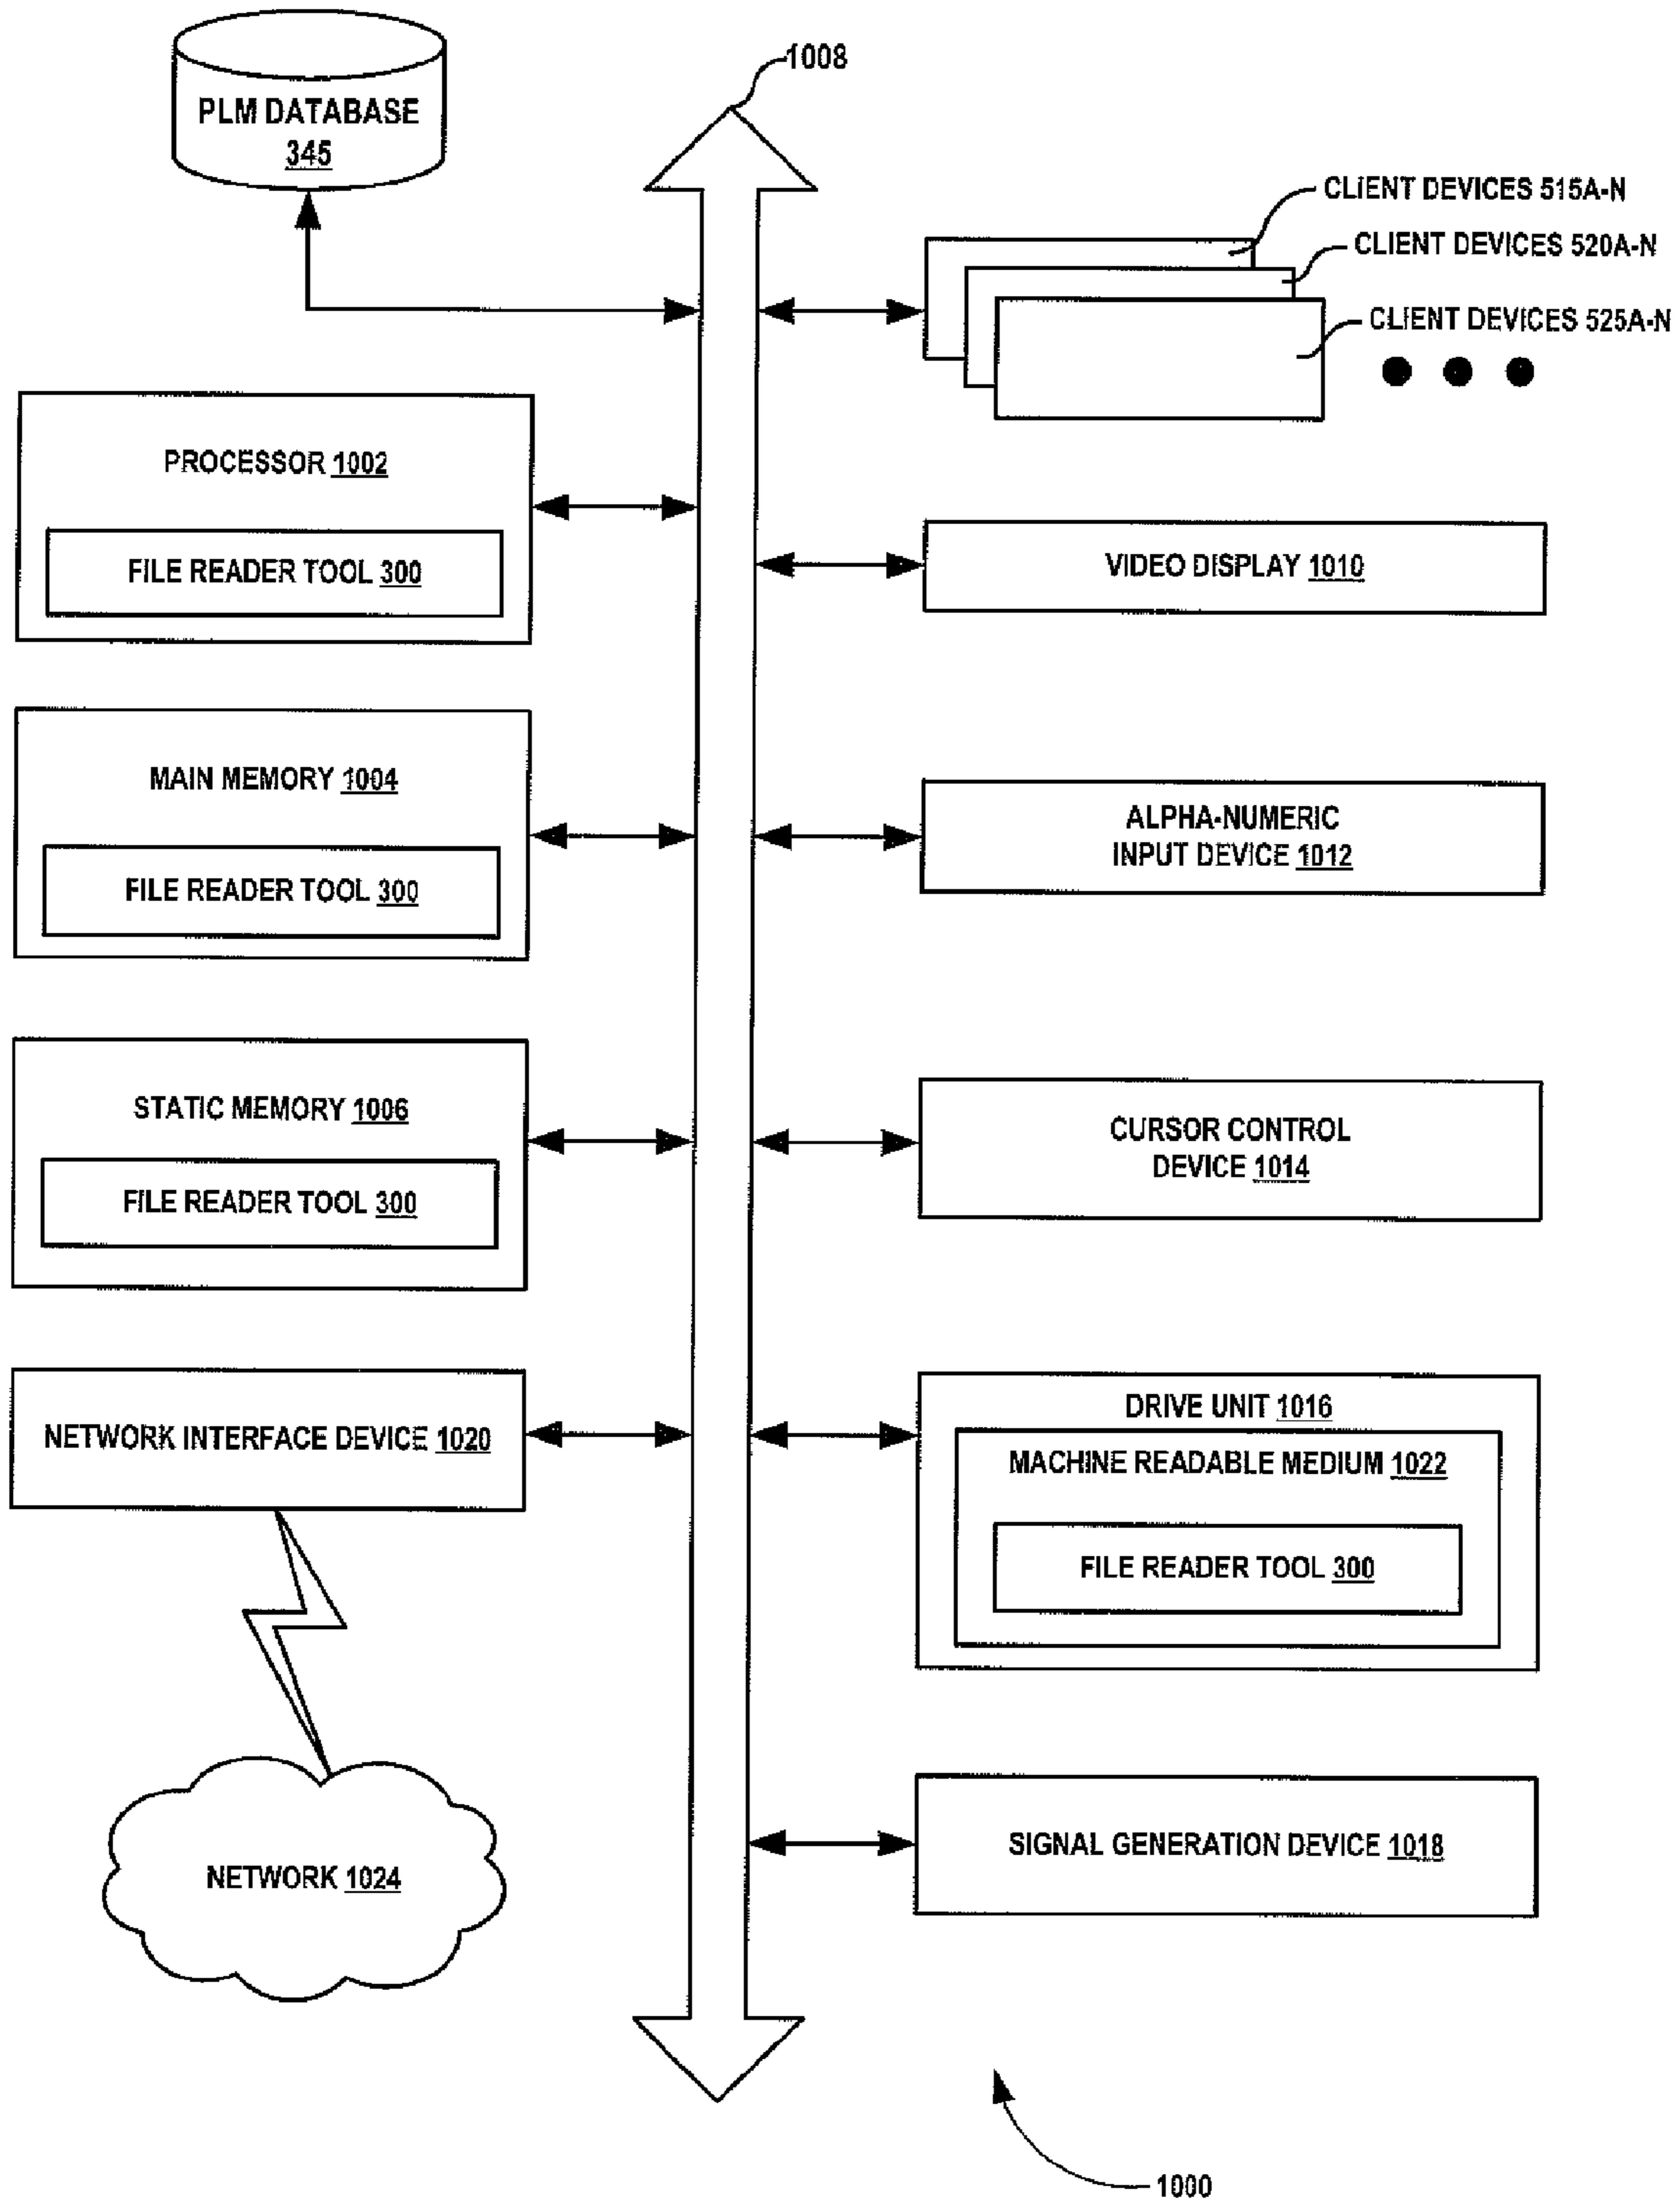 1008
PLM DATABASE
345
CLIENT DEVICES 515A-N
CLIENT DEVICES 520A-N
CLIENT DEVICES 525A-N
PROCESSOR 1002
FILE READER TOOL 300
VIDEO DISPLAY 1010
MAIN MEMORY 1004
FILE READER TOOL 300
ALPHA-NUMERIC
INPUT DEVICE 1012
STATIC MEMORY 1006
FILE READER TOOL 300
CURSOR CONTROL
DEVICE 1014
NETWORK INTERFACE DEVICE 1020
DRIVE UNIT 1016
MACHINE READABLE MEDIUM 1022
FILE READER TOOL 300
NETWORK 1024
SIGNAL GENERATION DEVICE 1018
1000